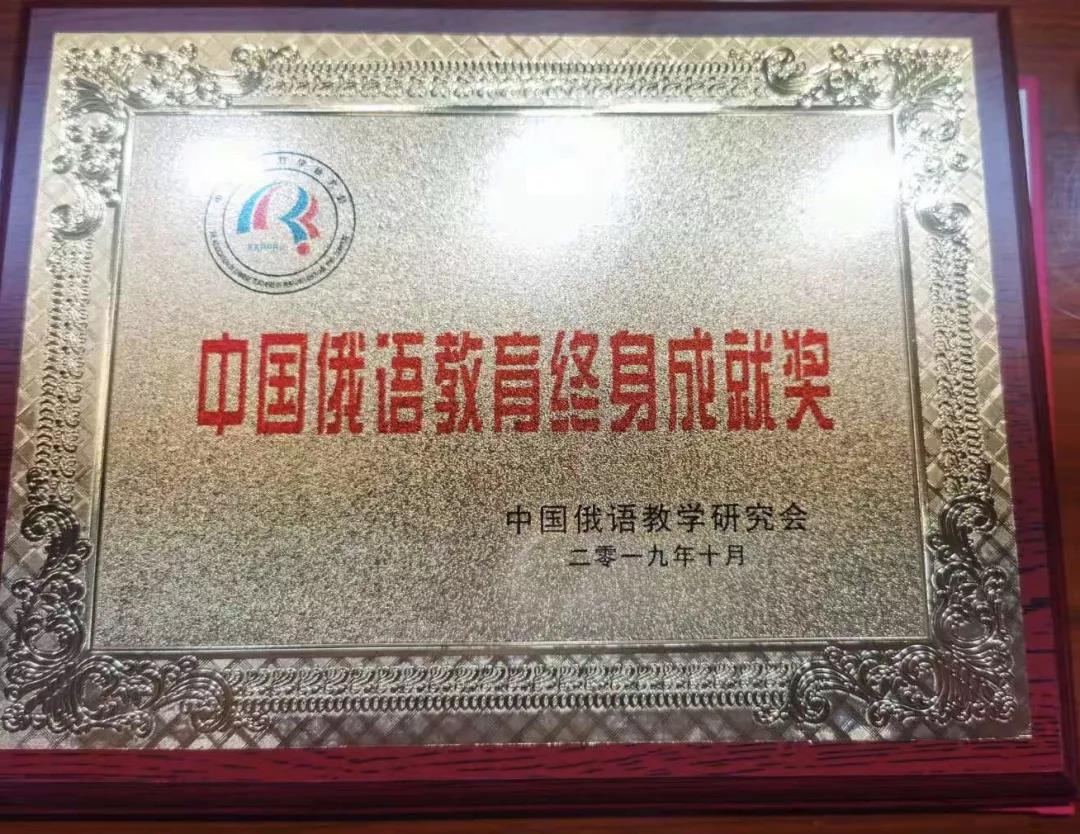 中国俄语教育终身成就奖
中国俄语教学研究会
二零一九年十月